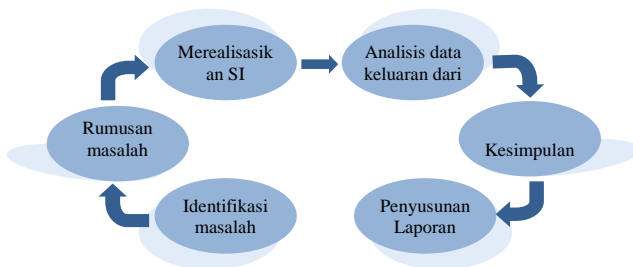 Merealisasik
an SI
Analisis data
keluaran dari
Rumusan
masalah
Kesimpulan
Identifikasi
masalah
Penyusunan
Laporan